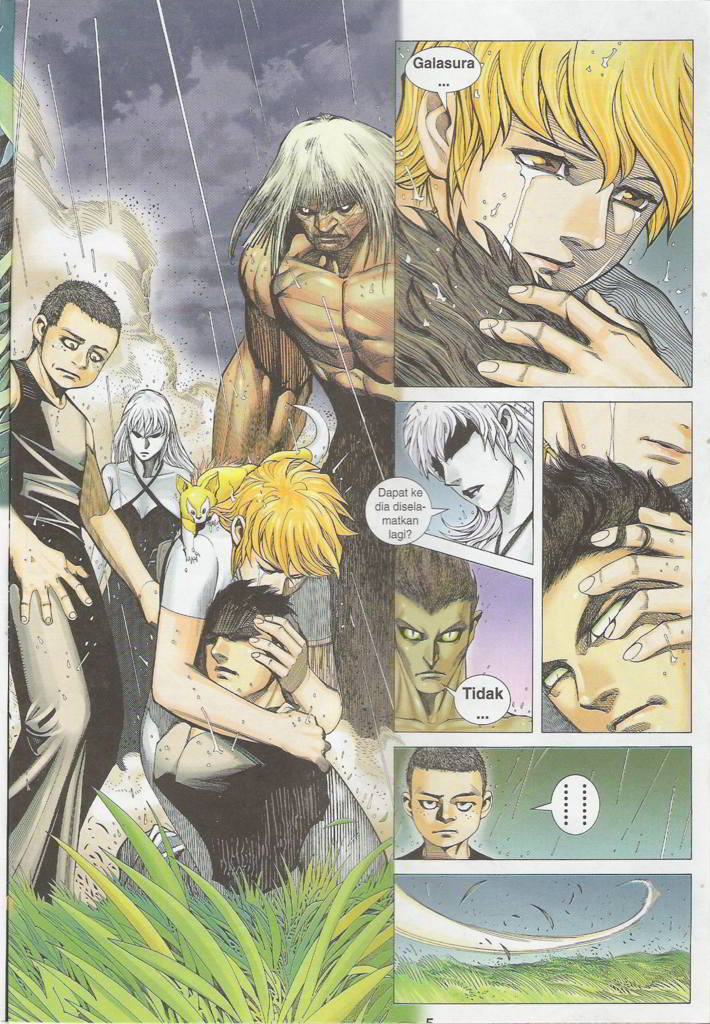 Galasura
...
Dapat ke
dia disela-
matkan
lagi?
Tidak
...
......
5